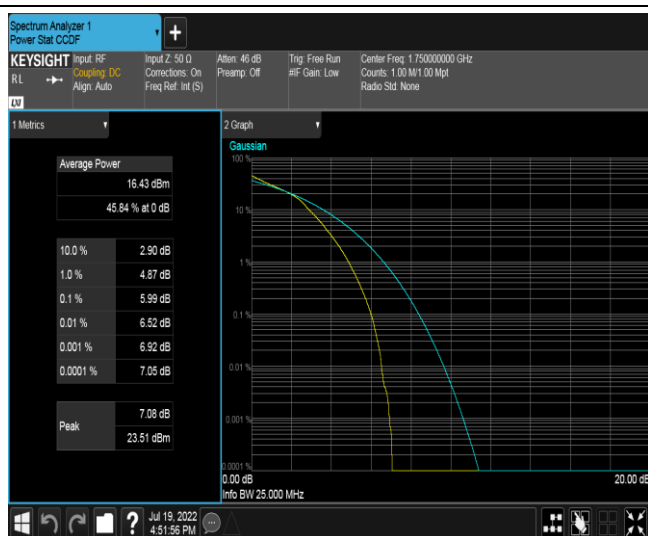 Spectrum Analyzer 1
Power Stat CCDF
+
KEYSIGHT
RL
LXI
Input: RF
Coupling: DC
Align: Auto
Input Z: 50 Ω
Corrections: On
Freq Ref: Int (S)
Atten: 46 dB
Preamp: Off
Trig: Free Run
#IF Gain: Low
Center Freq: 1.750000000 GHz
Counts: 1.00 M/1.00 Mpt
Radio Std: None
1 Metrics
Average Power
16.43 dBm
45.84 % at 0 dB
10.0 % 2.90 dB
1.0 % 4.87 dB
0.1 % 5.99 dB
0.01 % 6.52 dB
0.001 % 6.92 dB
0.0001 % 7.05 dB
Peak
7.08 dB
23.51 dBm
2 Graph
Gaussian
100 %
10 %
1 %
0.1 %
0.01 %
0.001 %
0.0001 %
0.00 dB 20.00 dB
Info BW 25.000 MHz
?
Jul 19, 2022
4:51:56 PM